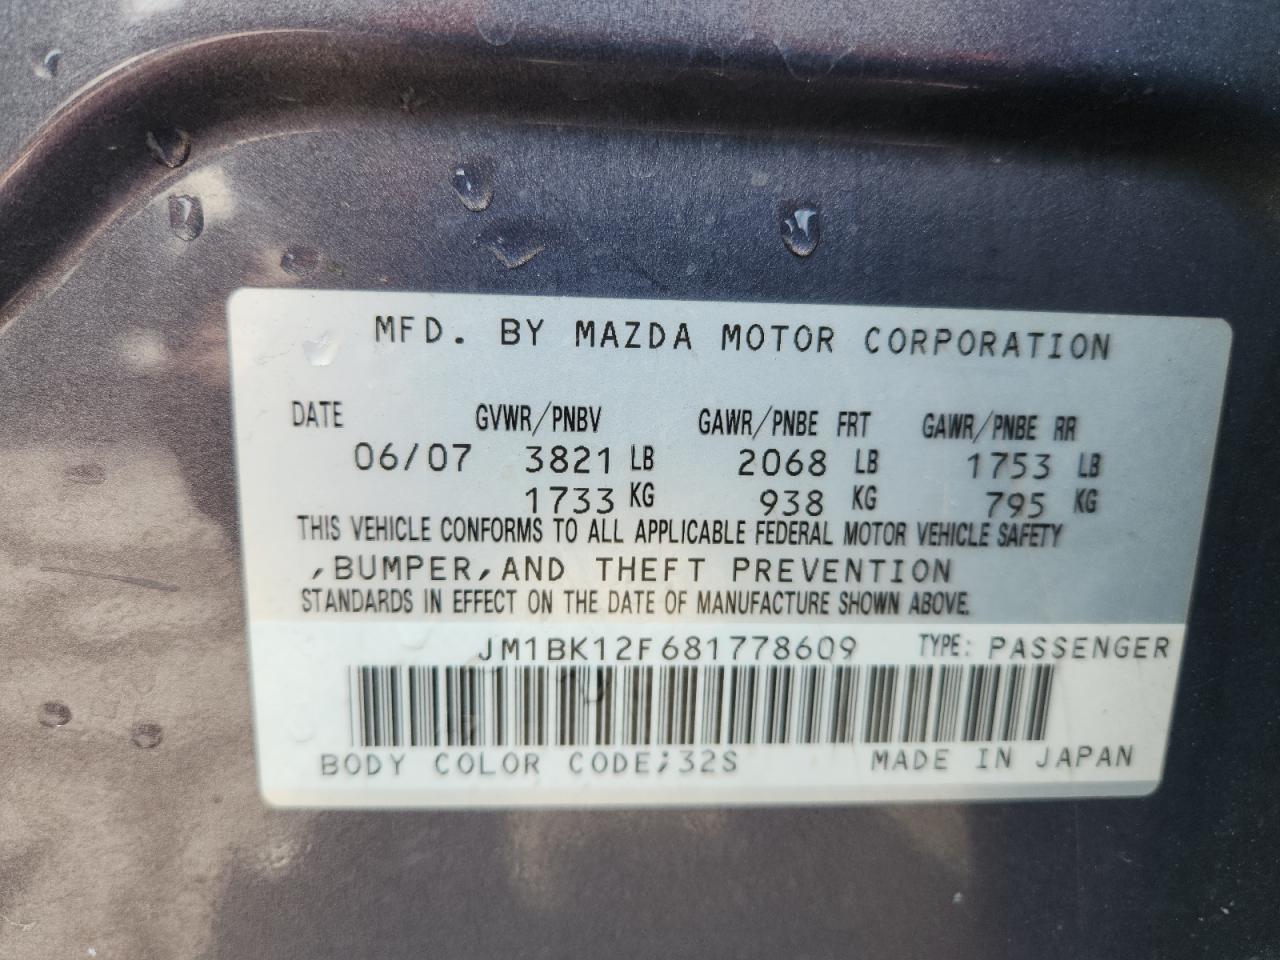 MFD. BY MAZDA MOTOR CORPORATION
DATE GVWR/PNBV GAWR/PNBE FRT GAWR/PNBE RR
06/07 3821 LB 2068 LB 1753 LB
1733 KG 938 KG 795 KG
THIS VEHICLE CONFORMS TO ALL APPLICABLE FEDERAL MOTOR VEHICLE SAFETY
,BUMPER,AND THEFT PREVENTION
STANDARDS IN EFFECT ON THE DATE OF MANUFACTURE SHOWN ABOVE.
JM1BK12F681778609 TYPE: PASSENGER
BODY COLOR CODE;32S MADE IN JAPAN